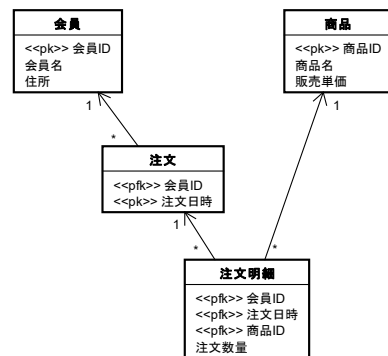 会員
<<pk>> 会員ID
会員名
住所
商品
<<pk>> 商品ID
商品名
販売単価
1
1
*
注文
<<pfk>> 会員ID
<<pk>> 注文日時
1
*
*
注文明細
<<pfk>> 会員ID
<<pfk>> 注文日時
<<pfk>> 商品ID
注文数量